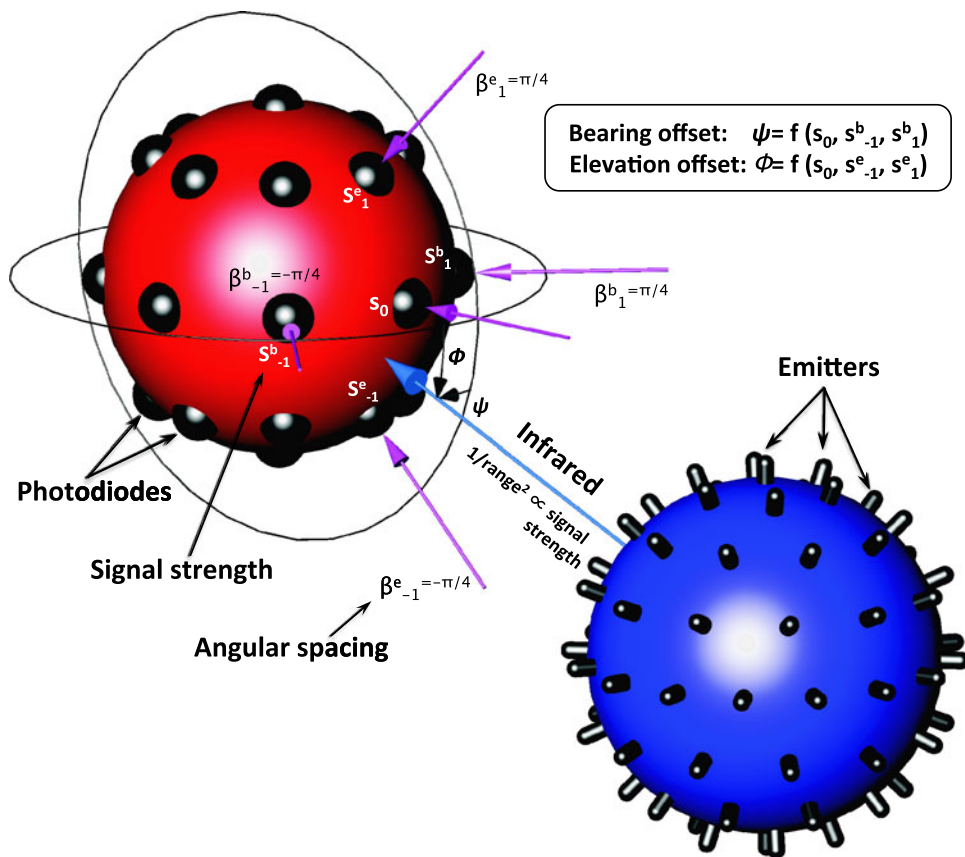 βᵉ₁=π/4
Bearing offset: ψ= f (s₀, sᵇ₋₁, sᵇ₁)
Elevation offset: Φ= f (s₀, sᵉ₋₁, sᵉ₁)
Sᵉ₁
Sᵇ₁
βᵇ₋₁=−π/4
βᵇ₁=π/4
s₀
Sᵇ₋₁
Φ
Sᵉ₋₁
ψ
Emitters
Infrared
1/range² ∝ signal
strength
Photodiodes
Signal strength
βᵉ₋₁=−π/4
Angular spacing